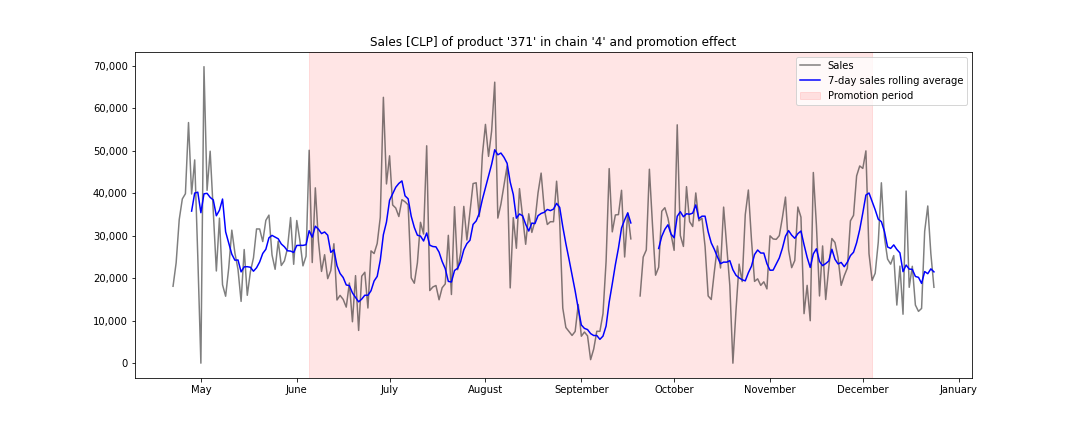 Sales [CLP] of product '371' in chain '4' and promotion effect
Sales
7-day sales rolling average
Promotion period
70,000
60,000
50,000
40,000
30,000
20,000
10,000
0
May June July August September October November December January